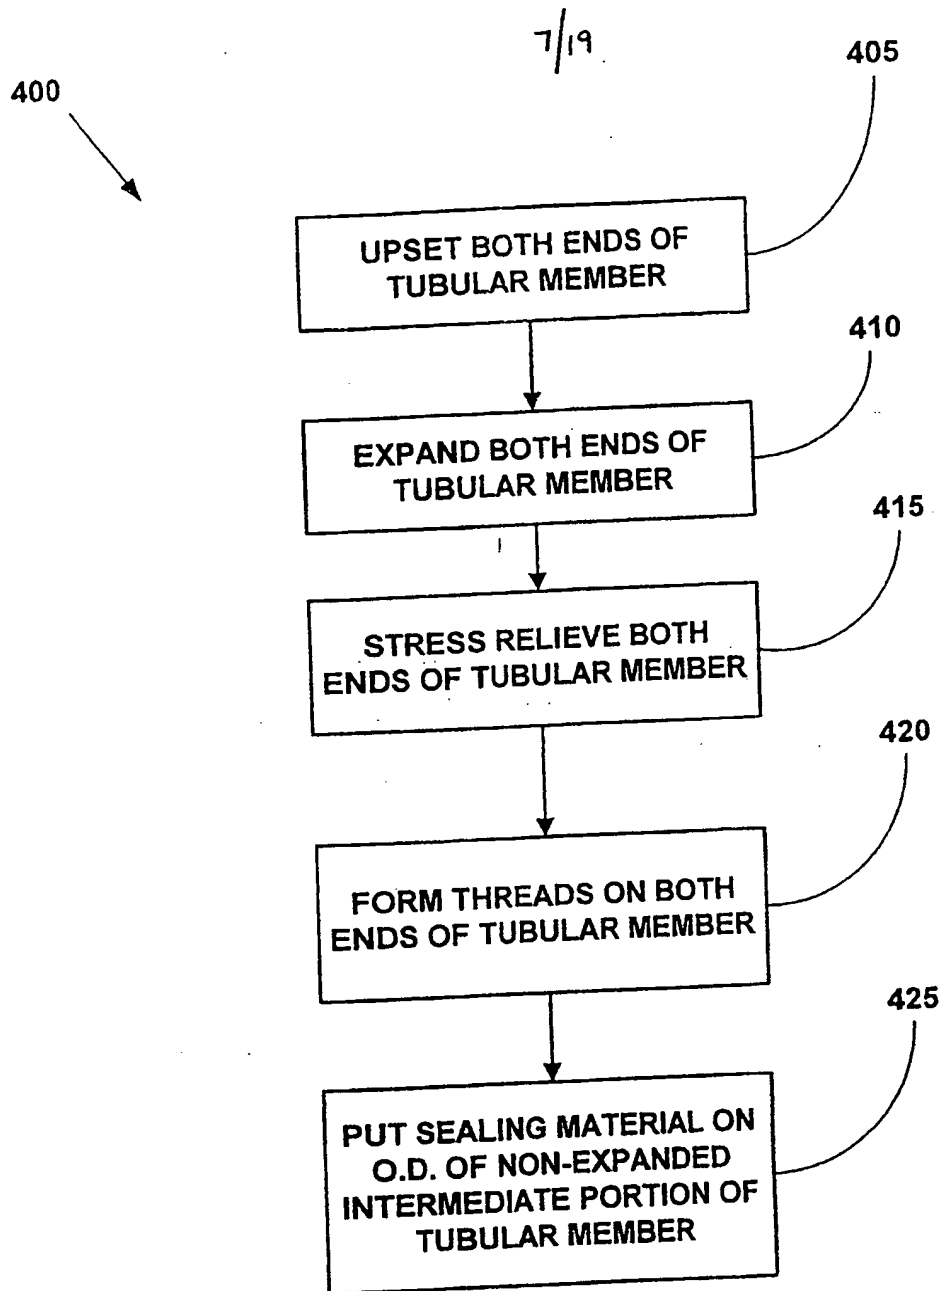 7/19
400
405
UPSET BOTH ENDS OF
TUBULAR MEMBER
410
EXPAND BOTH ENDS OF
TUBULAR MEMBER
415
STRESS RELIEVE BOTH
ENDS OF TUBULAR MEMBER
420
FORM THREADS ON BOTH
ENDS OF TUBULAR MEMBER
425
PUT SEALING MATERIAL ON
O.D. OF NON-EXPANDED
INTERMEDIATE PORTION OF
TUBULAR MEMBER